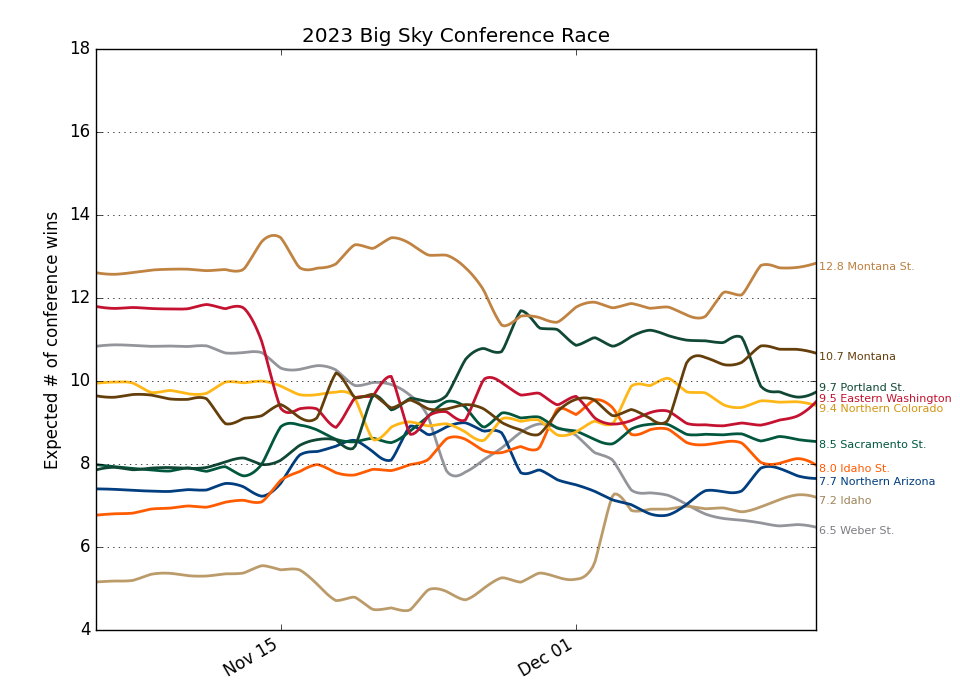 2023 Big Sky Conference Race
Expected # of conference wins
18
16
14
12
10
8
6
4
Nov 15
Dec 01
12.8 Montana St.
10.7 Montana
9.7 Portland St.
9.5 Eastern Washington
9.4 Northern Colorado
8.5 Sacramento St.
8.0 Idaho St.
7.7 Northern Arizona
7.2 Idaho
6.5 Weber St.